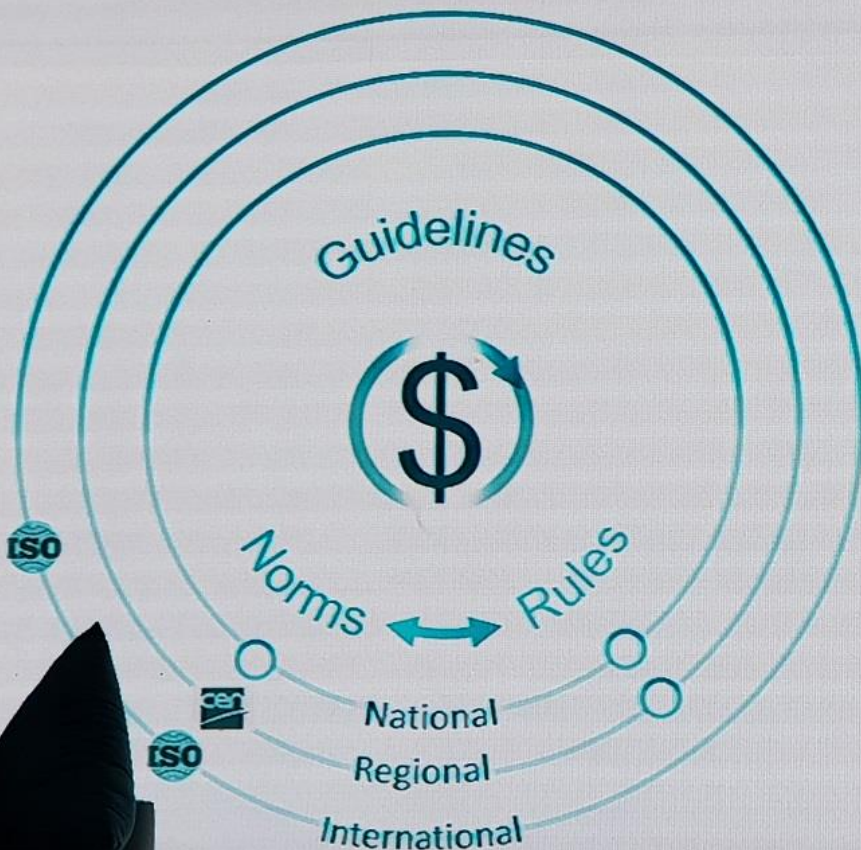 Guidelines
$
ISO
Norms
Rules
cen
National
ISO
Regional
International